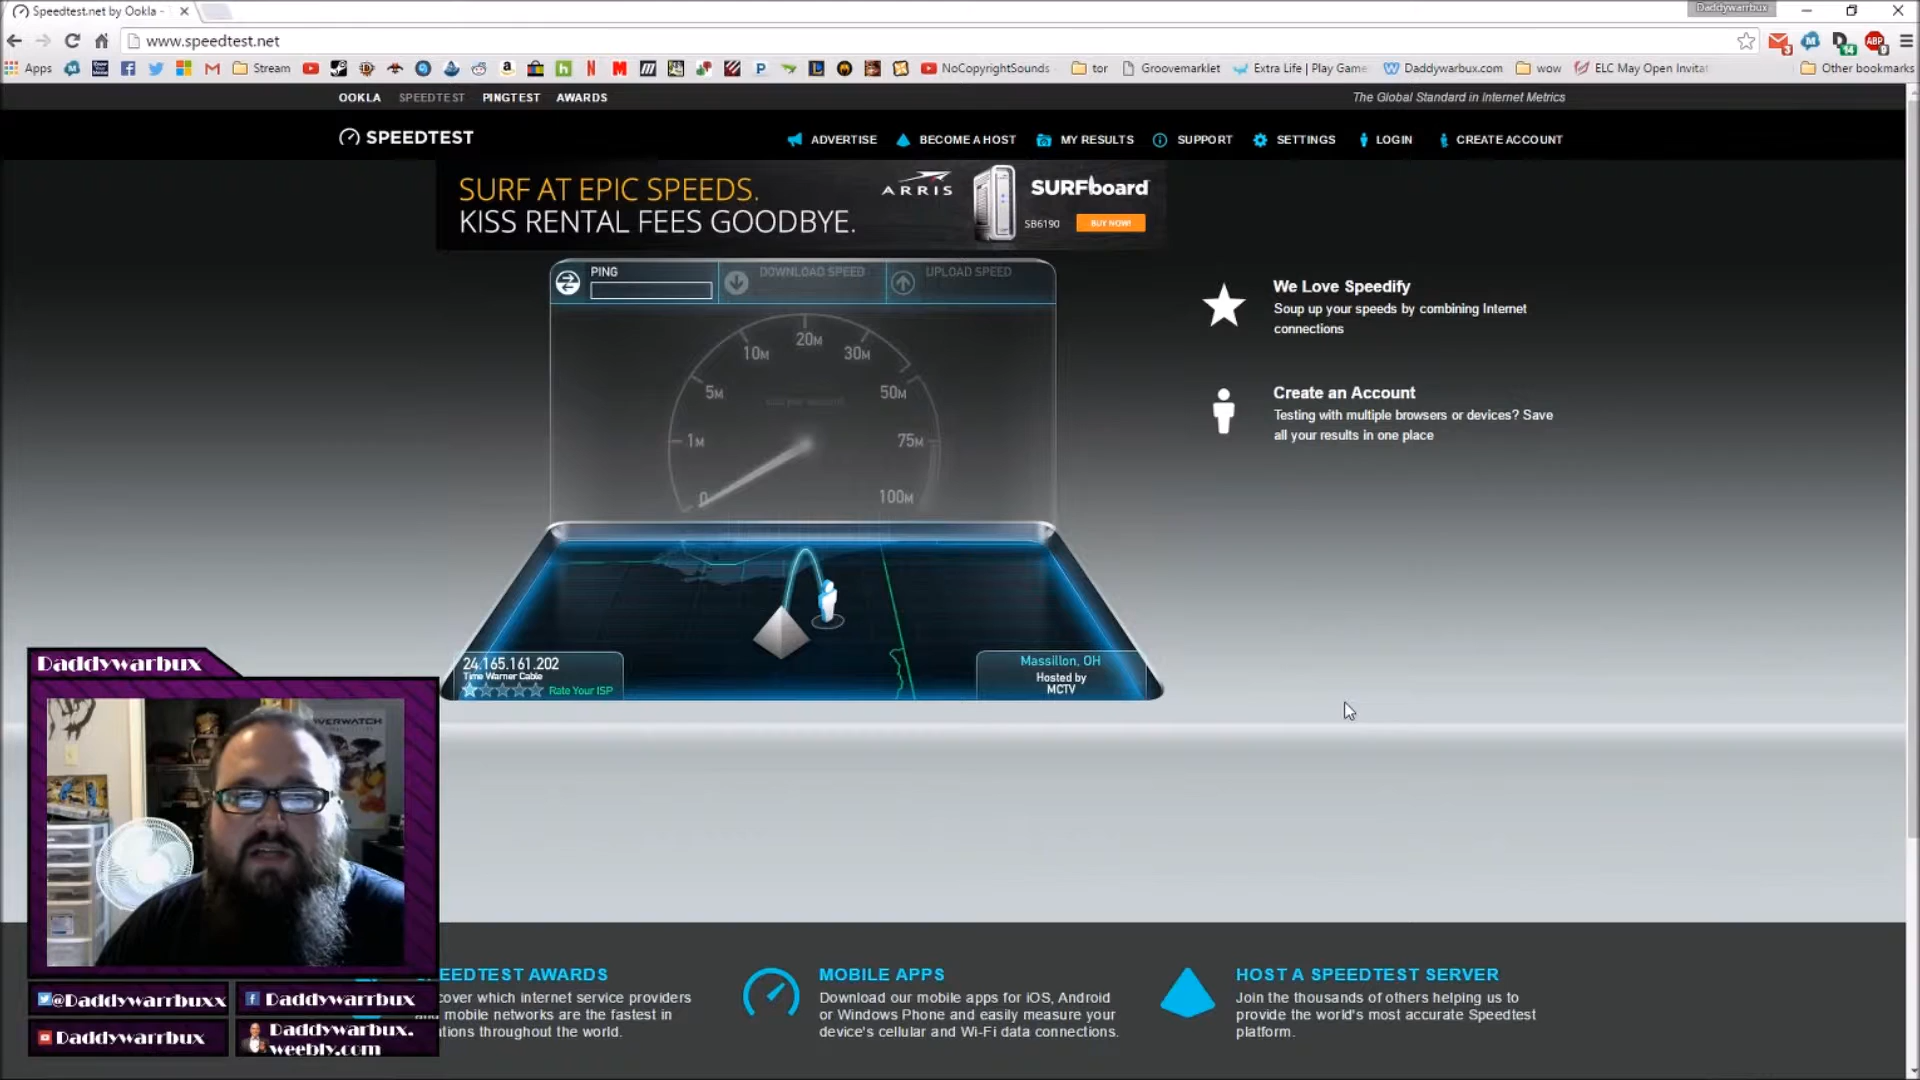 Speedtest.net by Ookla -
Daddywarrbux
www.speedtest.net
3
14
ABP
9
Apps
Stream
NoCopyrightSounds
tor
Groovemarklet
Extra Life | Play Game
Daddywarbux.com
wow
ELC May Open Invitat
Other bookmarks
OOKLA
SPEEDTEST
PINGTEST
AWARDS
The Global Standard in Internet Metrics
SPEEDTEST
ADVERTISE
BECOME A HOST
MY RESULTS
SUPPORT
SETTINGS
LOGIN
CREATE ACCOUNT
SURF AT EPIC SPEEDS.
KISS RENTAL FEES GOODBYE.
ARRIS
SURFboard
SB6190
BUY NOW!
PING
DOWNLOAD SPEED
UPLOAD SPEED
0
1M
5M
10M
20M
30M
50M
75M
100M
We Love Speedify
Soup up your speeds by combining Internet
connections
Create an Account
Testing with multiple browsers or devices? Save
all your results in one place
24.165.161.202
Time Warner Cable
Rate Your ISP
Massillon, OH
Hosted by
MCTV
Daddywarbux
OVERWATCH
@Daddywarrbuxx
Daddywarrbux
Daddywarbux
Daddywarbux.
weebly.com
EEDTEST AWARDS
cover which internet service providers
mobile networks are the fastest in
tions throughout the world.
MOBILE APPS
Download our mobile apps for iOS, Android
or Windows Phone and easily measure your
device's cellular and Wi-Fi data connections.
HOST A SPEEDTEST SERVER
Join the thousands of others helping us to
provide the world's most accurate Speedtest
platform.